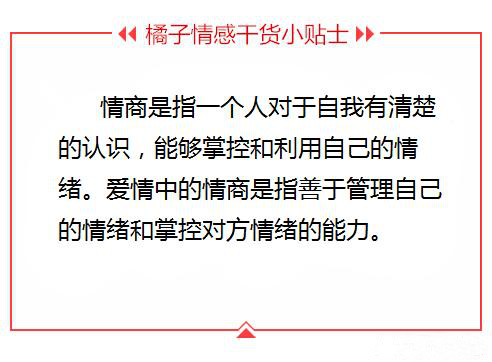 橘子情感干货小贴士
情商是指一个人对于自我有清楚
的认识，能够掌控和利用自己的情
绪。爱情中的情商是指善于管理自己
的情绪和掌控对方情绪的能力。